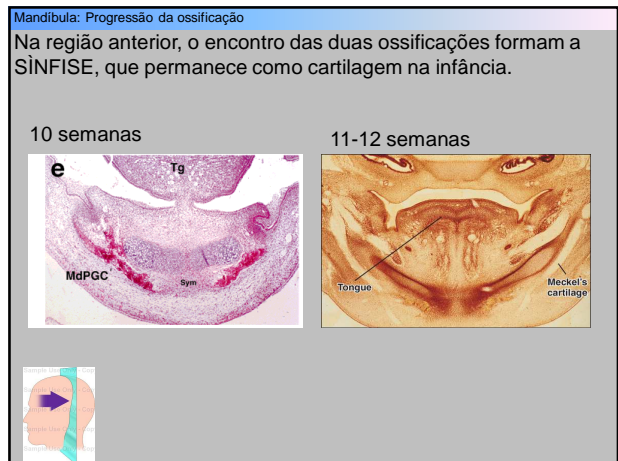 Mandíbula: Progressão da ossificação
Na região anterior, o encontro das duas ossificações formam a
SÌNFISE, que permanece como cartilagem na infância.
10 semanas
11-12 semanas
e
Tg
MdPGC
Sym
Tongue
Meckel's
cartilage